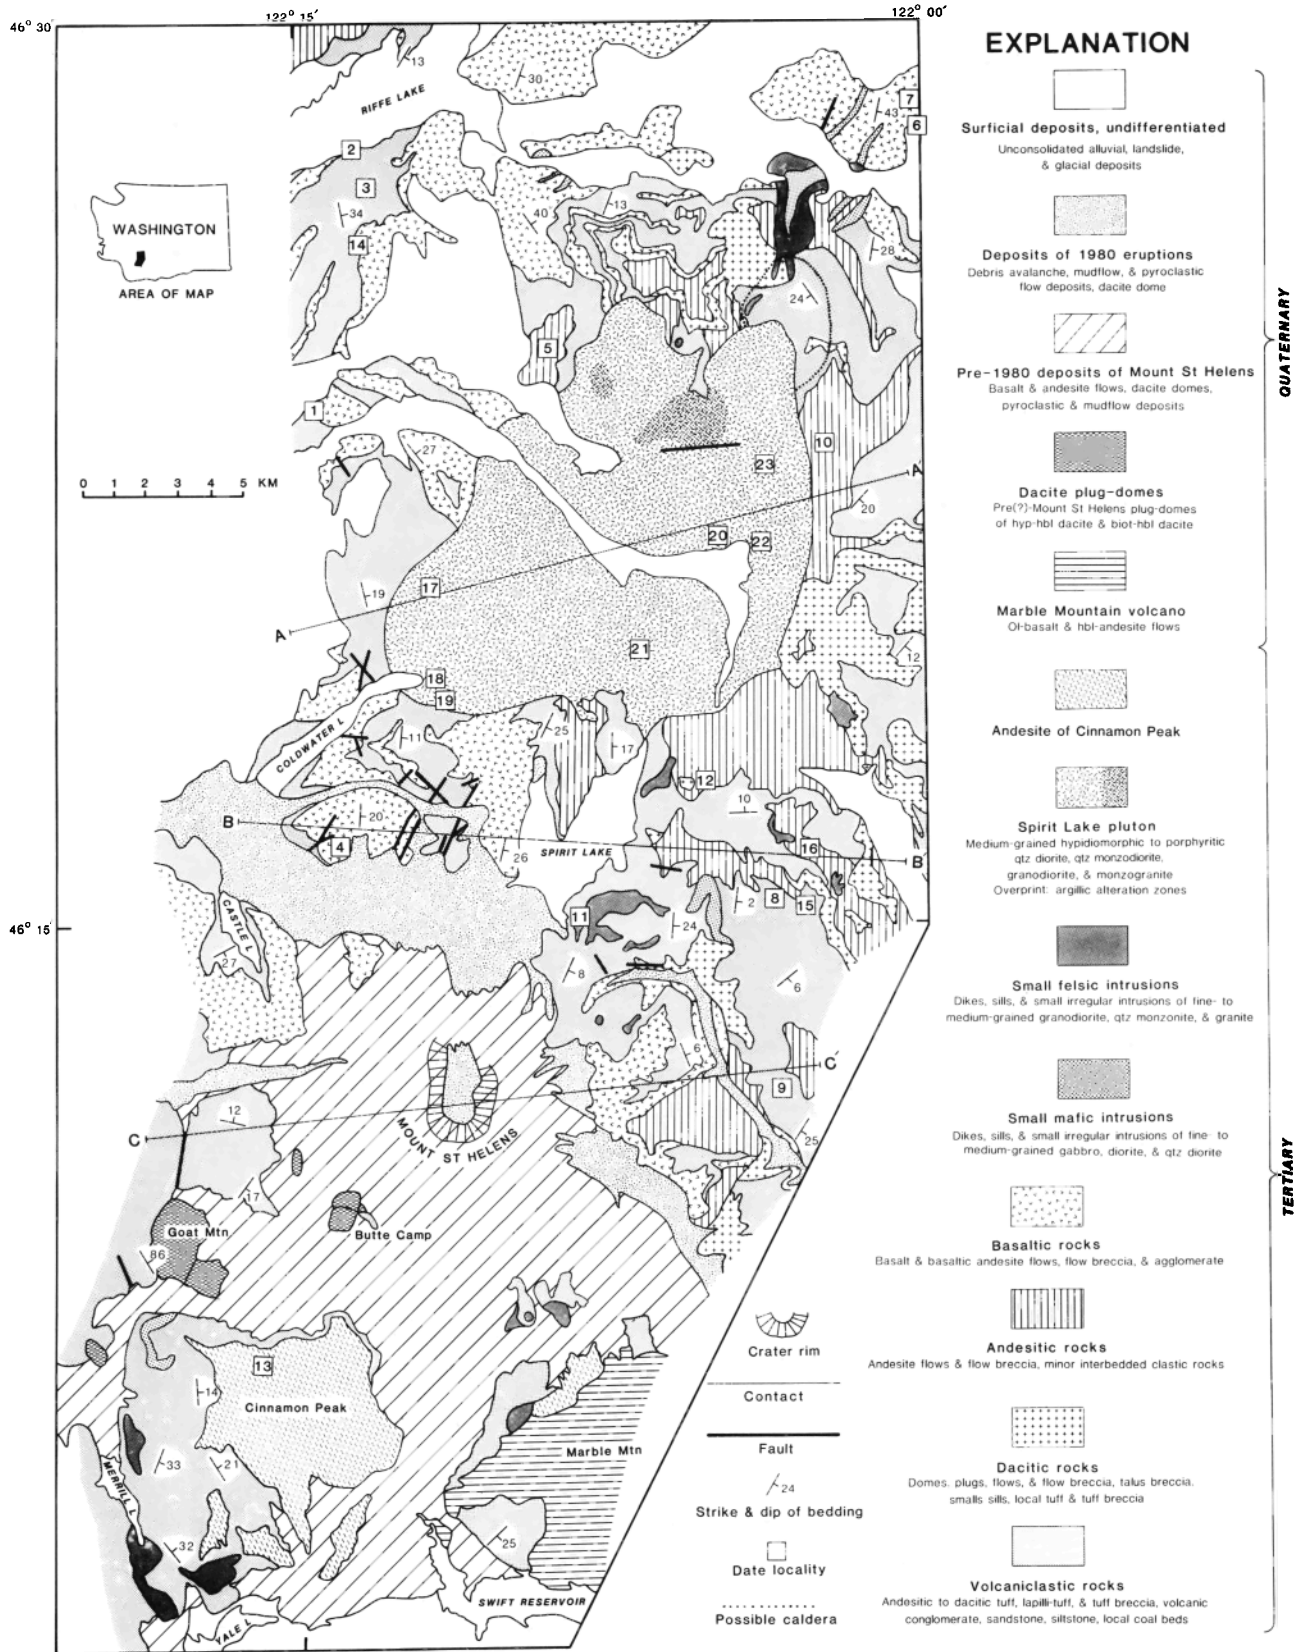 46° 30
122° 15'
122° 00'
EXPLANATION
Surficial deposits, undifferentiated
Unconsolidated alluvial, landslide,
& glacial deposits
Deposits of 1980 eruptions
Debris avalanche, mudflow, & pyroclastic
flow deposits, dacite dome
Pre-1980 deposits of Mount St Helens
Basalt & andesite flows, dacite domes,
pyroclastic & mudflow deposits
Dacite plug-domes
Pre(?)-Mount St Helens plug-domes
of hyp-hbl dacite & biot-hbl dacite
Marble Mountain volcano
Ol-basalt & hbl-andesite flows
QUATERNARY
Andesite of Cinnamon Peak
Spirit Lake pluton
Medium-grained hypidiomorphic to porphyritic
qtz diorite, qtz monzodiorite,
granodiorite, & monzogranite
Overprint: argillic alteration zones
Small felsic intrusions
Dikes, sills, & small irregular intrusions of fine- to
medium-grained granodiorite, qtz monzonite, & granite
Small mafic intrusions
Dikes, sills, & small irregular intrusions of fine- to
medium-grained gabbro, diorite, & qtz diorite
Basaltic rocks
Basalt & basaltic andesite flows, flow breccia, & agglomerate
Andesitic rocks
Andesite flows & flow breccia, minor interbedded clastic rocks
Dacitic rocks
Domes, plugs, flows, & flow breccia, talus breccia,
smalls sills, local tuff & tuff breccia
Volcaniclastic rocks
Andesitic to dacitic tuff, lapilli-tuff, & tuff breccia, volcanic
conglomerate, sandstone, siltstone, local coal beds
TERTIARY
Crater rim
Contact
Fault
24
Strike & dip of bedding
Date locality
Possible caldera
WASHINGTON
AREA OF MAP
0 1 2 3 4 5 KM
46° 15
13
30
RIFFE LAKE
43
7
6
2
3
34
14
40
13
28
24
5
1
27
10
23
A'
20
20
22
19
17
A
21
12
18
19
COLDWATER L
11
25
17
12
10
B
20
4
26
SPIRIT LAKE
16
B'
CASTLE L
27
11
24
2
8
15
8
6
6
C'
9
25
12
C
MOUNT ST HELENS
17
Goat Mtn
86
Butte Camp
13
14
Cinnamon Peak
33
21
MERRILL L
32
Marble Mtn
25
SWIFT RESERVOIR
YALE L